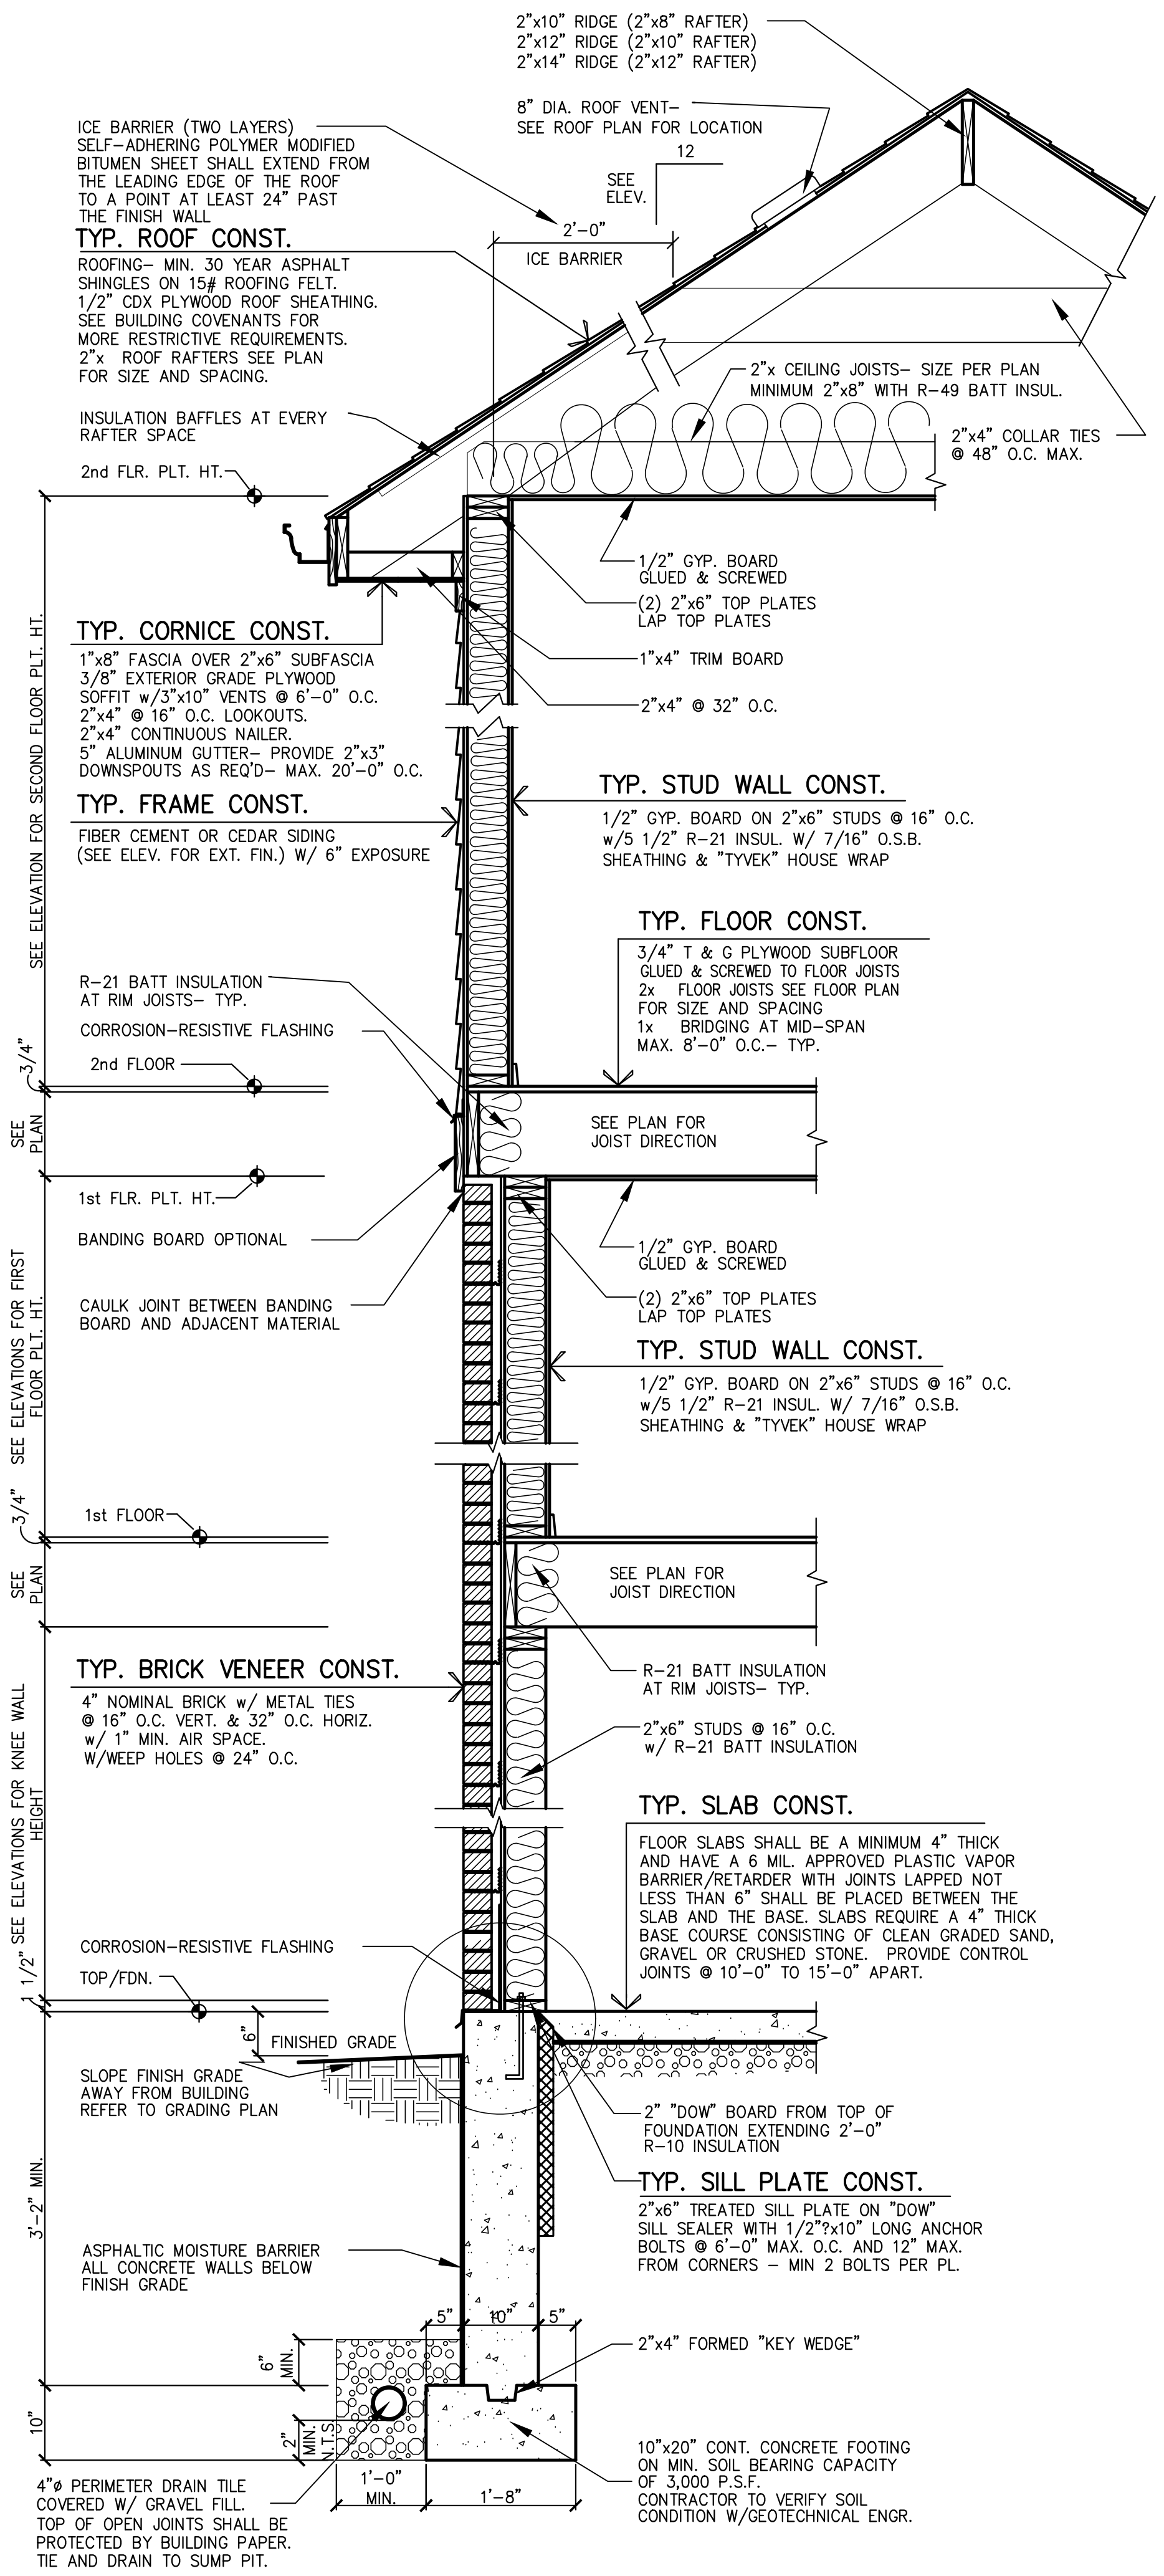 2"x10" RIDGE (2"x8" RAFTER)
2"x12" RIDGE (2"x10" RAFTER)
2"x14" RIDGE (2"x12" RAFTER)
8" DIA. ROOF VENT–
SEE ROOF PLAN FOR LOCATION
ICE BARRIER (TWO LAYERS)
SELF–ADHERING POLYMER MODIFIED
BITUMEN SHEET SHALL EXTEND FROM
THE LEADING EDGE OF THE ROOF
TO A POINT AT LEAST 24" PAST
THE FINISH WALL
12
SEE
ELEV.
2'–0"
ICE BARRIER
TYP. ROOF CONST.
ROOFING– MIN. 30 YEAR ASPHALT
SHINGLES ON 15# ROOFING FELT.
1/2" CDX PLYWOOD ROOF SHEATHING.
SEE BUILDING COVENANTS FOR
MORE RESTRICTIVE REQUIREMENTS.
2"x ROOF RAFTERS SEE PLAN
FOR SIZE AND SPACING.
2"x CEILING JOISTS– SIZE PER PLAN
MINIMUM 2"x8" WITH R–49 BATT INSUL.
INSULATION BAFFLES AT EVERY
RAFTER SPACE
2"x4" COLLAR TIES
@ 48" O.C. MAX.
2nd FLR. PLT. HT.
1/2" GYP. BOARD
GLUED & SCREWED
(2) 2"x6" TOP PLATES
LAP TOP PLATES
1"x4" TRIM BOARD
2"x4" @ 32" O.C.
TYP. CORNICE CONST.
1"x8" FASCIA OVER 2"x6" SUBFASCIA
3/8" EXTERIOR GRADE PLYWOOD
SOFFIT w/3"x10" VENTS @ 6'–0" O.C.
2"x4" @ 16" O.C. LOOKOUTS.
2"x4" CONTINUOUS NAILER.
5" ALUMINUM GUTTER– PROVIDE 2"x3"
DOWNSPOUTS AS REQ'D– MAX. 20'–0" O.C.
TYP. FRAME CONST.
FIBER CEMENT OR CEDAR SIDING
(SEE ELEV. FOR EXT. FIN.) W/ 6" EXPOSURE
SEE ELEVATION FOR SECOND FLOOR PLT. HT.
TYP. STUD WALL CONST.
1/2" GYP. BOARD ON 2"x6" STUDS @ 16" O.C.
w/5 1/2" R–21 INSUL. W/ 7/16" O.S.B.
SHEATHING & "TYVEK" HOUSE WRAP
TYP. FLOOR CONST.
3/4" T & G PLYWOOD SUBFLOOR
GLUED & SCREWED TO FLOOR JOISTS
2x FLOOR JOISTS SEE FLOOR PLAN
FOR SIZE AND SPACING
1x BRIDGING AT MID–SPAN
MAX. 8'–0" O.C.– TYP.
R–21 BATT INSULATION
AT RIM JOISTS– TYP.
CORROSION–RESISTIVE FLASHING
2nd FLOOR
3/4"
SEE
PLAN
SEE PLAN FOR
JOIST DIRECTION
1st FLR. PLT. HT.
BANDING BOARD OPTIONAL
CAULK JOINT BETWEEN BANDING
BOARD AND ADJACENT MATERIAL
1/2" GYP. BOARD
GLUED & SCREWED
(2) 2"x6" TOP PLATES
LAP TOP PLATES
SEE ELEVATIONS FOR FIRST
FLOOR PLT. HT.
TYP. STUD WALL CONST.
1/2" GYP. BOARD ON 2"x6" STUDS @ 16" O.C.
w/5 1/2" R–21 INSUL. W/ 7/16" O.S.B.
SHEATHING & "TYVEK" HOUSE WRAP
1st FLOOR
3/4"
SEE
PLAN
SEE PLAN FOR
JOIST DIRECTION
TYP. BRICK VENEER CONST.
4" NOMINAL BRICK w/ METAL TIES
@ 16" O.C. VERT. & 32" O.C. HORIZ.
w/ 1" MIN. AIR SPACE.
W/WEEP HOLES @ 24" O.C.
R–21 BATT INSULATION
AT RIM JOISTS– TYP.
2"x6" STUDS @ 16" O.C.
w/ R–21 BATT INSULATION
SEE ELEVATIONS FOR KNEE WALL
HEIGHT
TYP. SLAB CONST.
FLOOR SLABS SHALL BE A MINIMUM 4" THICK
AND HAVE A 6 MIL. APPROVED PLASTIC VAPOR
BARRIER/RETARDER WITH JOINTS LAPPED NOT
LESS THAN 6" SHALL BE PLACED BETWEEN THE
SLAB AND THE BASE. SLABS REQUIRE A 4" THICK
BASE COURSE CONSISTING OF CLEAN GRADED SAND,
GRAVEL OR CRUSHED STONE. PROVIDE CONTROL
JOINTS @ 10'–0" TO 15'–0" APART.
CORROSION–RESISTIVE FLASHING
TOP/FDN.
1 1/2"
6"
FINISHED GRADE
SLOPE FINISH GRADE
AWAY FROM BUILDING
REFER TO GRADING PLAN
2" "DOW" BOARD FROM TOP OF
FOUNDATION EXTENDING 2'–0"
R–10 INSULATION
TYP. SILL PLATE CONST.
2"x6" TREATED SILL PLATE ON "DOW"
SILL SEALER WITH 1/2"?x10" LONG ANCHOR
BOLTS @ 6'–0" MAX. O.C. AND 12" MAX.
FROM CORNERS – MIN 2 BOLTS PER PL.
3'–2" MIN.
ASPHALTIC MOISTURE BARRIER
ALL CONCRETE WALLS BELOW
FINISH GRADE
5"
10"
5"
2"x4" FORMED "KEY WEDGE"
6"
MIN.
10"
2"
MIN.
N.T.S.
10"x20" CONT. CONCRETE FOOTING
ON MIN. SOIL BEARING CAPACITY
OF 3,000 P.S.F.
CONTRACTOR TO VERIFY SOIL
CONDITION W/GEOTECHNICAL ENGR.
1'–0"
MIN.
1'–8"
4"ø PERIMETER DRAIN TILE
COVERED W/ GRAVEL FILL.
TOP OF OPEN JOINTS SHALL BE
PROTECTED BY BUILDING PAPER.
TIE AND DRAIN TO SUMP PIT.